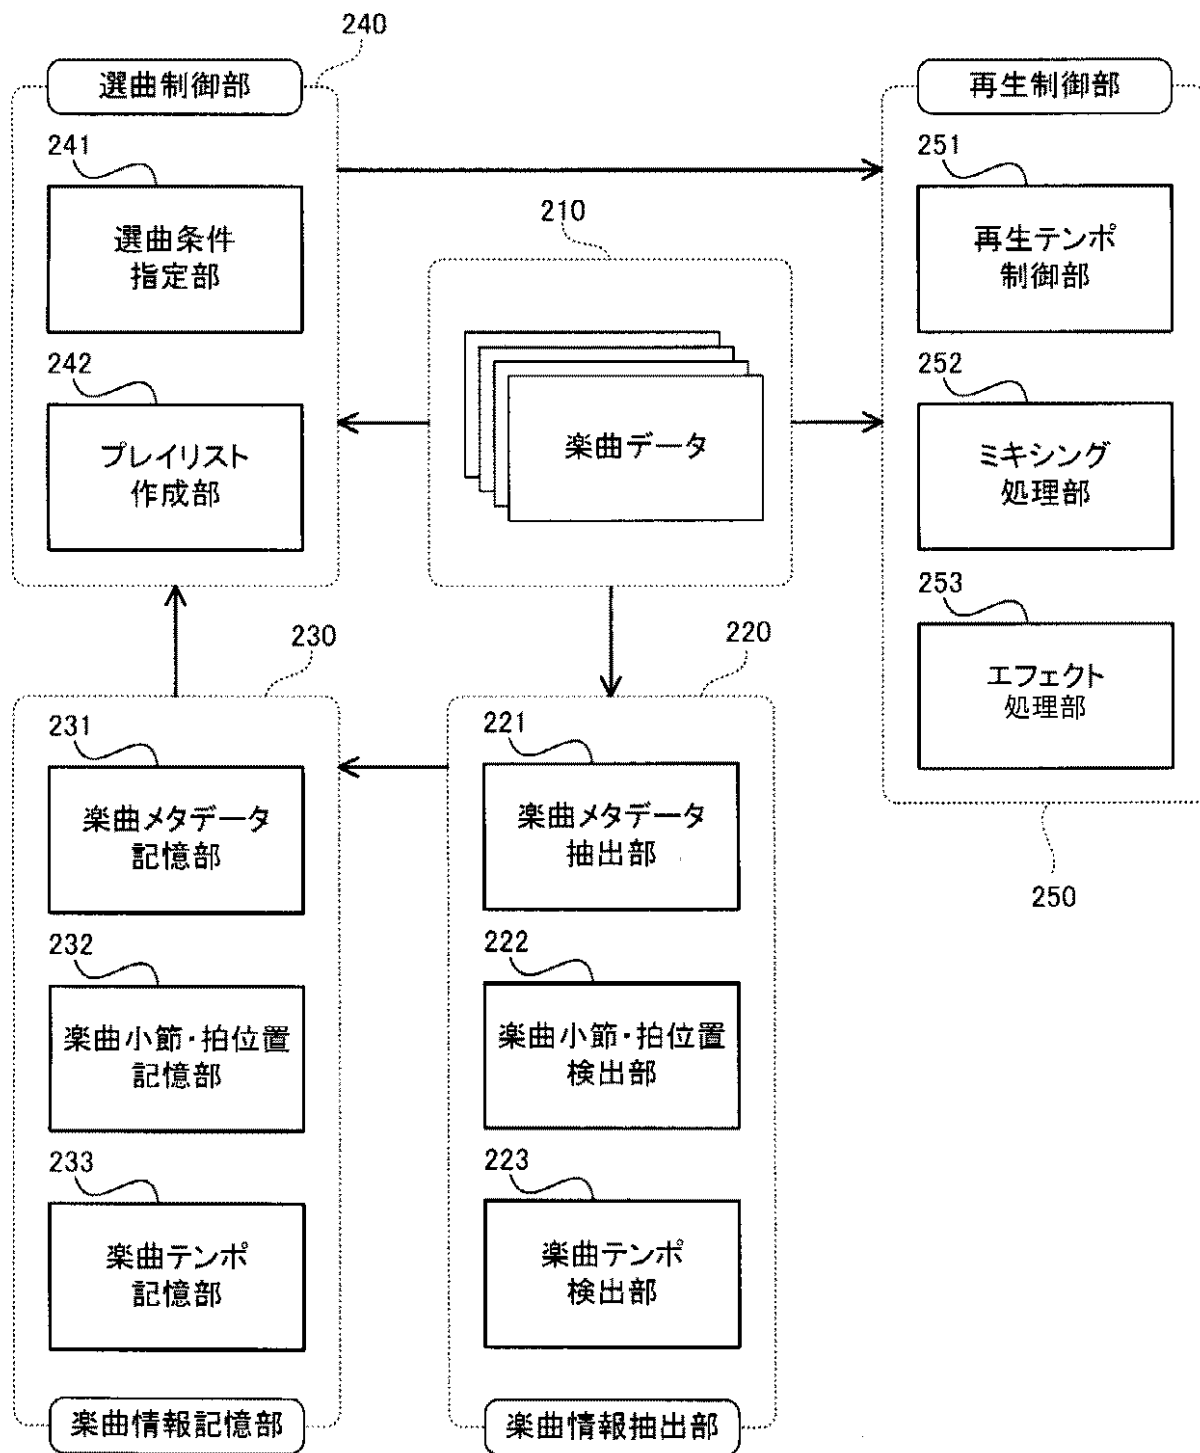 240
選曲制御部
241
選曲条件
指定部
242
プレイリスト
作成部
210
楽曲データ
再生制御部
251
再生テンポ
制御部
252
ミキシング
処理部
253
エフェクト
処理部
250
230
231
楽曲メタデータ
記憶部
232
楽曲小節・拍位置
記憶部
233
楽曲テンポ
記憶部
楽曲情報記憶部
220
221
楽曲メタデータ
抽出部
222
楽曲小節・拍位置
検出部
223
楽曲テンポ
検出部
楽曲情報抽出部